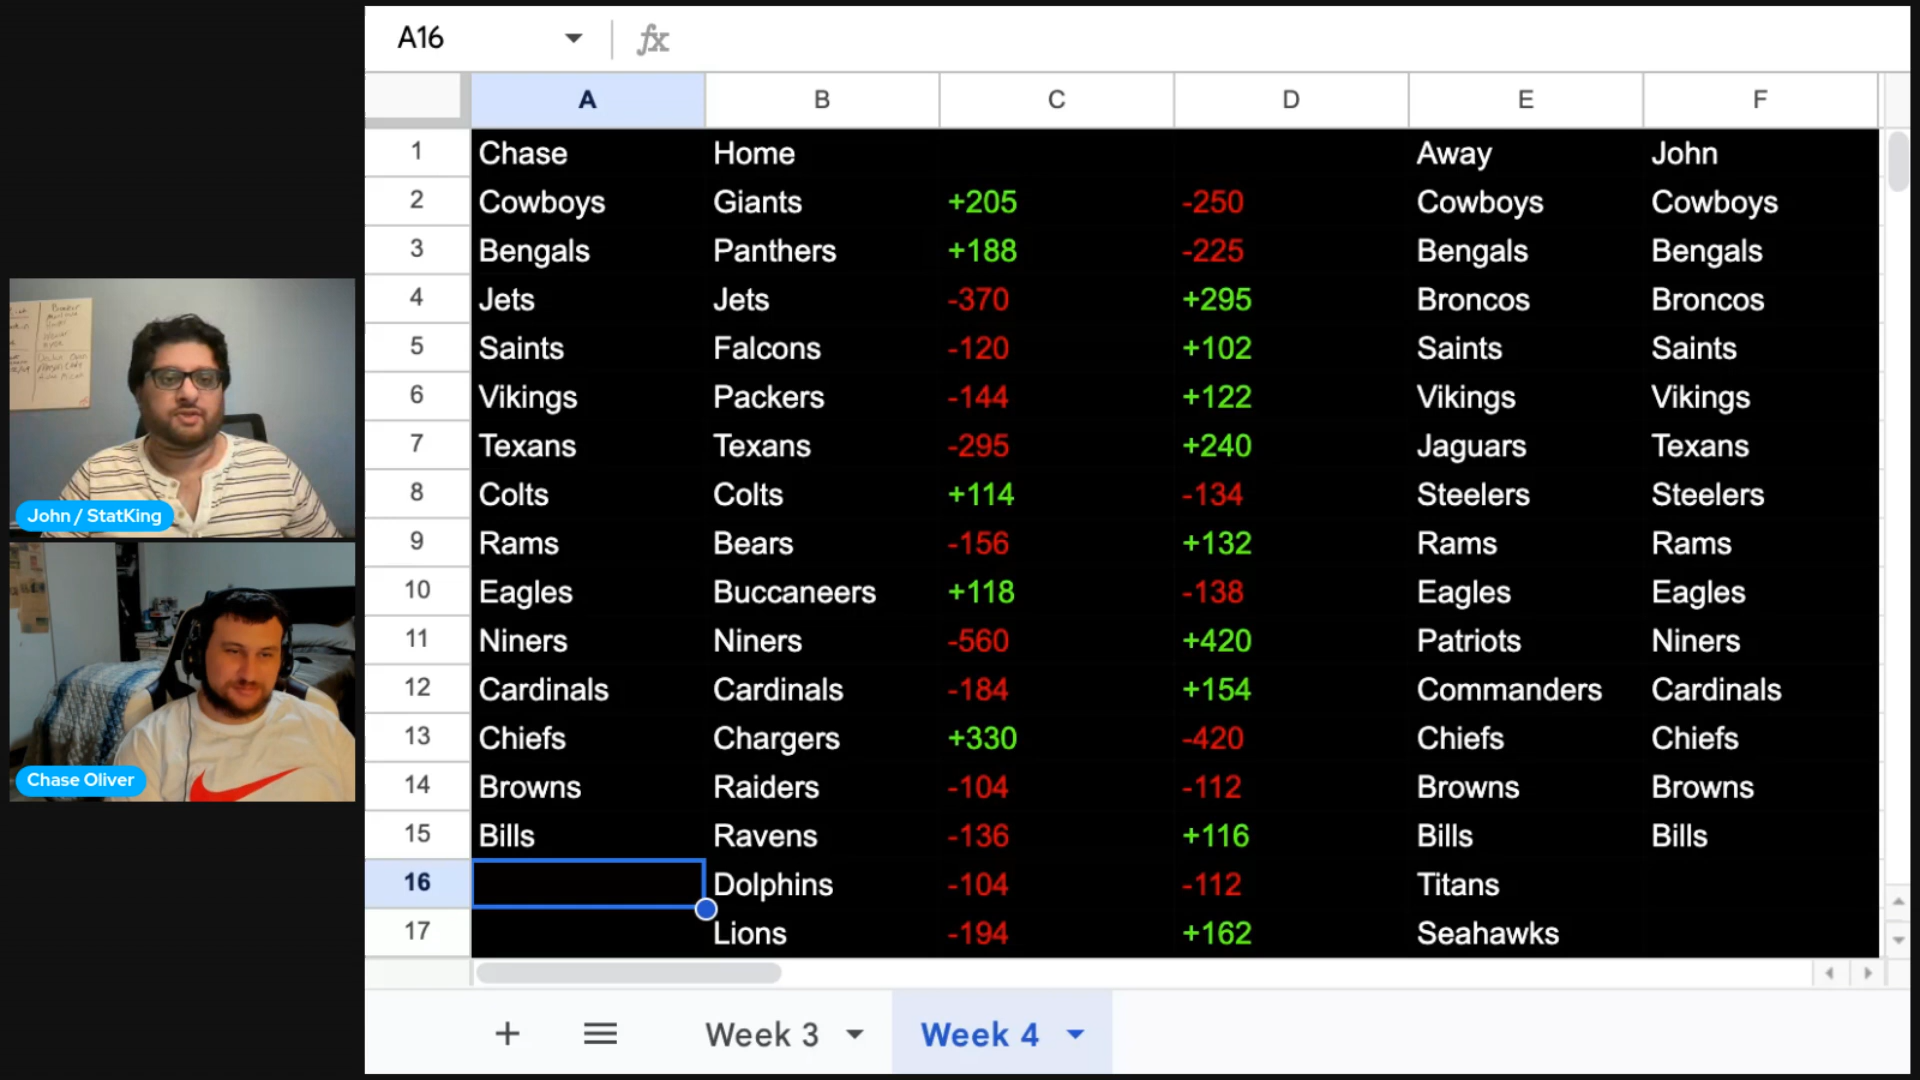 A16 fx
A B C D E F
1 Chase Home Away John
2 Cowboys Giants +205 -250 Cowboys Cowboys
3 Bengals Panthers +188 -225 Bengals Bengals
4 Jets Jets -370 +295 Broncos Broncos
5 Saints Falcons -120 +102 Saints Saints
6 Vikings Packers -144 +122 Vikings Vikings
7 Texans Texans -295 +240 Jaguars Texans
8 Colts Colts +114 -134 Steelers Steelers
9 Rams Bears -156 +132 Rams Rams
10 Eagles Buccaneers +118 -138 Eagles Eagles
11 Niners Niners -560 +420 Patriots Niners
12 Cardinals Cardinals -184 +154 Commanders Cardinals
13 Chiefs Chargers +330 -420 Chiefs Chiefs
14 Browns Raiders -104 -112 Browns Browns
15 Bills Ravens -136 +116 Bills Bills
16 Dolphins -104 -112 Titans
17 Lions -194 +162 Seahawks
Week 3 Week 4
John / StatKing
Chase Oliver